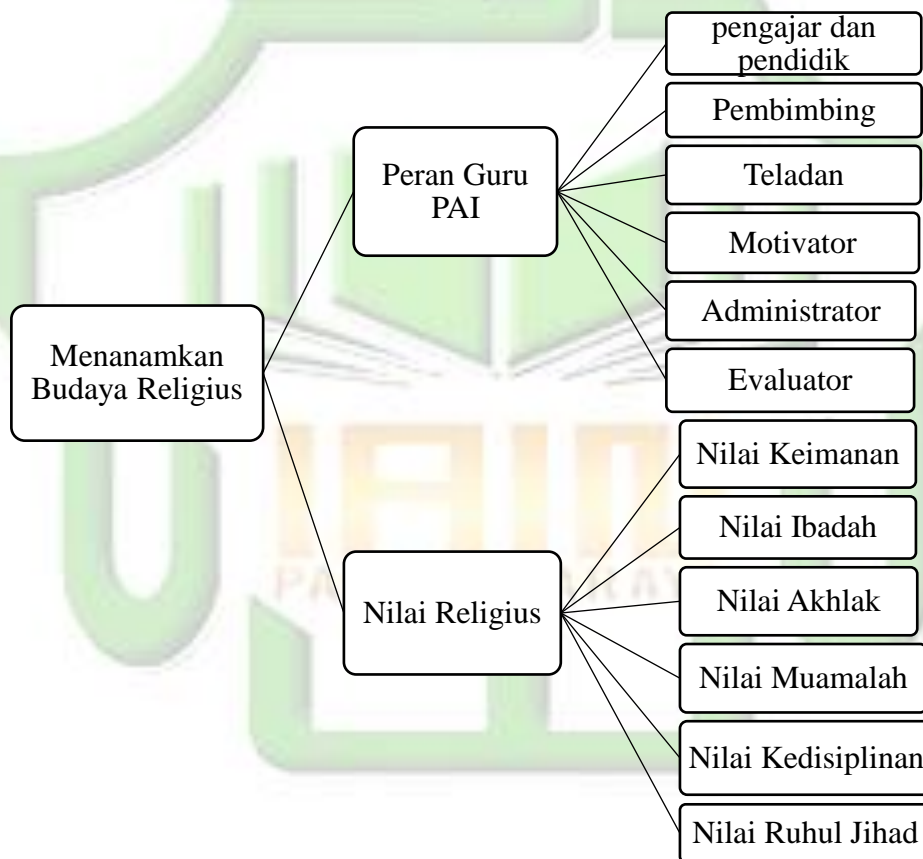 Menanamkan
Budaya Religius
Peran Guru
PAI
pengajar dan
pendidik
Pembimbing
Teladan
Motivator
Administrator
Evaluator
Nilai Religius
Nilai Keimanan
Nilai Ibadah
Nilai Akhlak
Nilai Muamalah
Nilai Kedisiplinan
Nilai Ruhul Jihad
IAIN